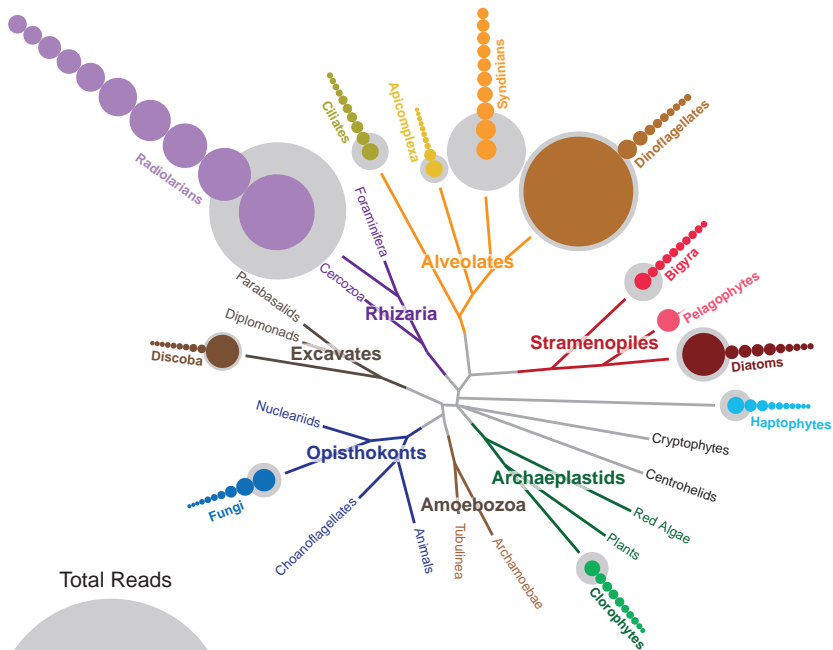 Syndinians
Ciliates
Apicomplexa
Dinoflagellates
Radiolarians
Foraminifera
Alveolates
Bigyra
Cercozoa
Parabasalids
Pelagophytes
Rhizaria
Diplomonads
Stramenopiles
Excavates
Discoba
Diatoms
Nucleariids
Haptophytes
Cryptophytes
Opisthokonts
Archaeplastids
Centrohelids
Fungi
Amoebozoa
Red Algae
Choanoflagellates
Animals
Tubulinea
Archamoebae
Plants
Total Reads
Clorophytes